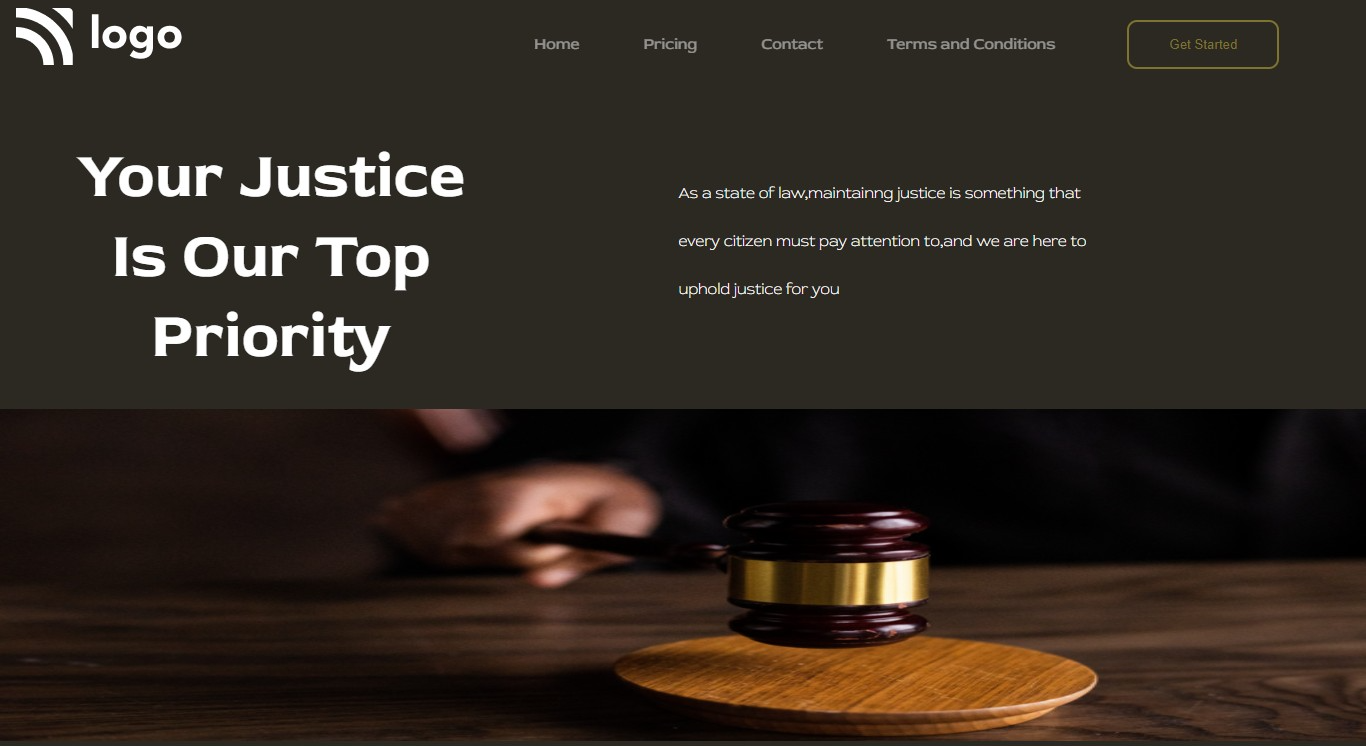 logo
Home
Pricing
Contact
Terms and Conditions
Get Started
Your Justice
Is Our Top
Priority
As a state of law,maintainng justice is something that
every citizen must pay attention to,and we are here to
uphold justice for you